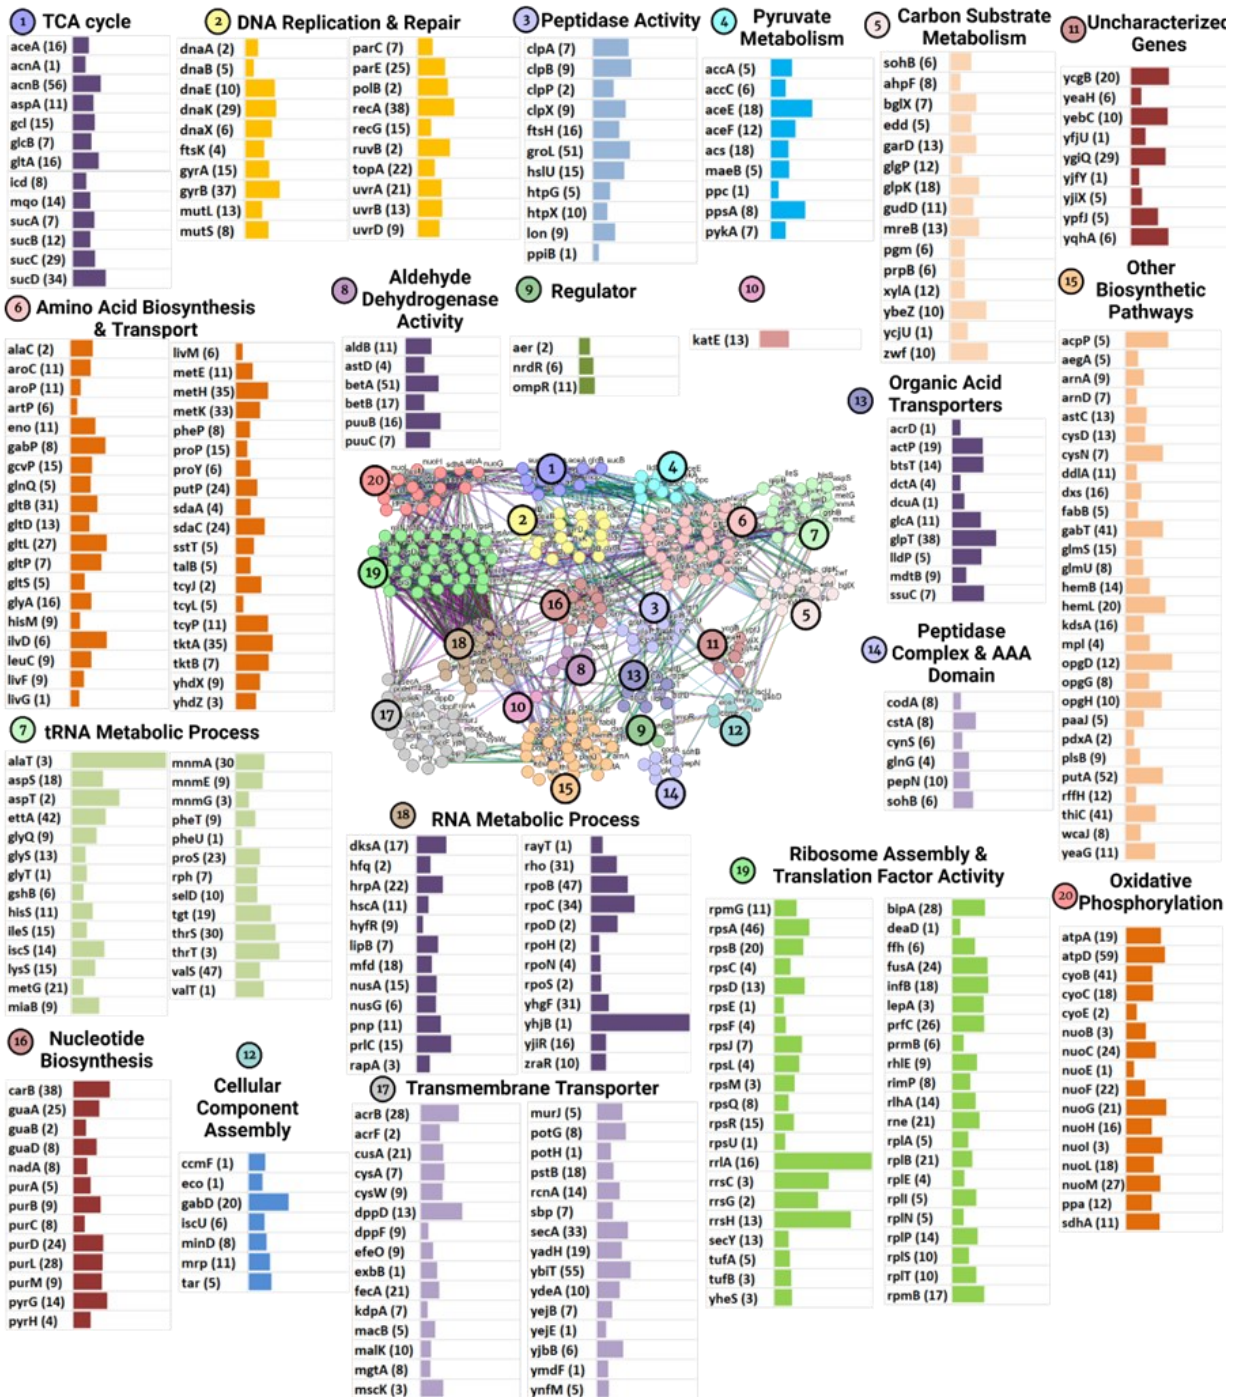 1 TCA cycle
aceA (16)
acnA (1)
acnB (56)
aspA (11)
gcl (15)
glcB (7)
gltA (16)
icd (8)
mqo (14)
sucA (7)
sucB (12)
sucC (29)
sucD (34)
2 DNA Replication & Repair
dnaA (2)
dnaB (5)
dnaE (10)
dnaK (29)
dnaX (6)
ftsK (4)
gyrA (15)
gyrB (37)
mutL (13)
mutS (8)
parC (7)
parE (25)
polB (2)
recA (38)
recG (15)
ruvB (2)
topA (22)
uvrA (21)
uvrB (13)
uvrD (9)
3 Peptidase Activity
clpA (7)
clpB (9)
clpP (2)
clpX (9)
ftsH (16)
groL (51)
hslU (15)
htpG (5)
htpX (10)
lon (9)
ppiB (1)
4 Pyruvate
Metabolism
accA (5)
accC (6)
aceE (18)
aceF (12)
acs (18)
maeB (5)
ppc (1)
ppsA (8)
pykA (7)
5 Carbon Substrate
Metabolism
sohB (6)
ahpF (8)
bglX (7)
edd (5)
garD (13)
glgP (12)
glpK (18)
gudD (11)
mreB (13)
pgm (6)
prpB (6)
xylA (12)
ybeZ (10)
ycjU (1)
zwf (10)
11 Uncharacterized
Genes
ycgB (20)
yeaH (6)
yebC (10)
yfjU (1)
ygiQ (29)
yjfY (1)
yjiX (5)
ypfJ (5)
yqhA (6)
6 Amino Acid Biosynthesis
& Transport
alaC (2)
aroC (11)
aroP (11)
artP (6)
eno (11)
gabP (8)
gcvP (15)
glnQ (5)
gltB (31)
gltD (13)
gltL (27)
gltP (7)
gltS (5)
glyA (16)
hisM (9)
ilvD (6)
leuC (9)
livF (9)
livG (1)
livM (6)
metE (11)
metH (35)
metK (33)
pheP (8)
proP (15)
proY (6)
putP (24)
sdaA (4)
sdaC (24)
sstT (5)
talB (5)
tcyJ (2)
tcyL (5)
tcyP (11)
tktA (35)
tktB (7)
yhdX (9)
yhdZ (3)
8 Aldehyde
Dehydrogenase
Activity
aldB (11)
astD (4)
betA (51)
betB (17)
puuB (16)
puuC (7)
9 Regulator
aer (2)
nrdR (6)
ompR (11)
10
katE (13)
13 Organic Acid
Transporters
acrD (1)
actP (19)
btsT (14)
dctA (4)
dcuA (1)
glcA (11)
glpT (38)
lldP (5)
mdtB (9)
ssuC (7)
15 Other
Biosynthetic
Pathways
acpP (5)
aegA (5)
arnA (9)
arnD (7)
astC (13)
cysD (13)
cysN (7)
ddlA (11)
dxs (16)
fabB (5)
gabT (41)
glmS (15)
glmU (8)
hemB (14)
hemL (20)
kdsA (16)
mpl (4)
opgD (12)
opgG (8)
opgH (10)
paaJ (5)
pdxA (2)
plsB (9)
putA (52)
rffH (12)
thiC (41)
wcaJ (8)
yeaG (11)
20
1
4
2
6
7
19
16
3
5
18
8
11
13
17
10
9
12
15
14
14 Peptidase
Complex & AAA
Domain
codA (8)
cstA (8)
cynS (6)
glnG (4)
pepN (10)
sohB (6)
7 tRNA Metabolic Process
alaT (3)
aspS (18)
aspT (2)
ettA (42)
glyQ (9)
glyS (13)
glyT (1)
gshB (6)
hisS (11)
ileS (15)
iscS (14)
lysS (15)
metG (21)
miaB (9)
mnmA (30
mnmE (9)
mnmG (3)
pheT (9)
pheU (1)
proS (23)
rph (7)
selD (10)
tgt (19)
thrS (30)
thrT (3)
valS (47)
valT (1)
18 RNA Metabolic Process
dksA (17)
hfq (2)
hrpA (22)
hscA (11)
hyfR (9)
lipB (7)
mfd (18)
nusA (15)
nusG (6)
pnp (11)
prlC (15)
rapA (3)
rayT (1)
rho (31)
rpoB (47)
rpoC (34)
rpoD (2)
rpoH (2)
rpoN (4)
rpoS (2)
yhgF (31)
yhjB (1)
yjiR (16)
zraR (10)
19 Ribosome Assembly &
Translation Factor Activity
rpmG (11)
rpsA (46)
rpsB (20)
rpsC (4)
rpsD (13)
rpsE (1)
rpsF (4)
rpsJ (7)
rpsL (4)
rpsM (3)
rpsQ (8)
rpsR (15)
rpsU (1)
rrlA (16)
rrsC (3)
rrsG (2)
rrsH (13)
secY (13)
tufA (5)
tufB (3)
yheS (3)
bipA (28)
deaD (1)
ffh (6)
fusA (24)
infB (18)
lepA (3)
prfC (26)
prmB (6)
rhlE (9)
rimP (8)
rlhA (14)
rne (21)
rplA (5)
rplB (21)
rplE (4)
rplI (5)
rplN (5)
rplP (14)
rplS (10)
rplT (10)
rpmB (17)
20 Oxidative
Phosphorylation
atpA (19)
atpD (59)
cyoB (41)
cyoC (18)
cyoE (2)
nuoB (3)
nuoC (24)
nuoE (1)
nuoF (22)
nuoG (21)
nuoH (16)
nuoI (3)
nuoL (18)
nuoM (27)
ppa (12)
sdhA (11)
16 Nucleotide
Biosynthesis
carB (38)
guaA (25)
guaB (2)
guaD (8)
nadA (8)
purA (5)
purB (9)
purC (8)
purD (24)
purL (28)
purM (9)
pyrG (14)
pyrH (4)
12
Cellular
Component
Assembly
ccmF (1)
eco (1)
gabD (20)
iscU (6)
minD (8)
mrp (11)
tar (5)
17 Transmembrane Transporter
acrB (28)
acrF (2)
cusA (21)
cysA (7)
cysW (9)
dppD (13)
dppF (9)
efeO (9)
exbB (1)
fecA (21)
kdpA (7)
macB (5)
malK (10)
mgtA (8)
mscK (3)
murJ (5)
potG (8)
potH (1)
pstB (18)
rcnA (14)
sbp (7)
secA (33)
yadH (19)
ybiT (55)
ydeA (10)
yejB (7)
yejE (1)
yjbB (6)
ymdF (1)
ynfM (5)